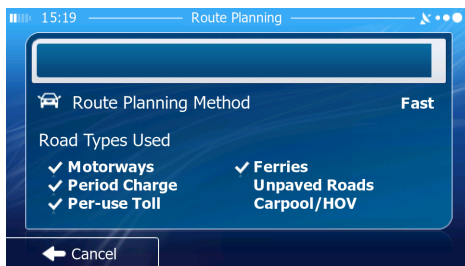 15:19 Route Planning
Route Planning Method Fast
Road Types Used
Motorways Ferries
Period Charge Unpaved Roads
Per-use Toll Carpool/HOV
Cancel